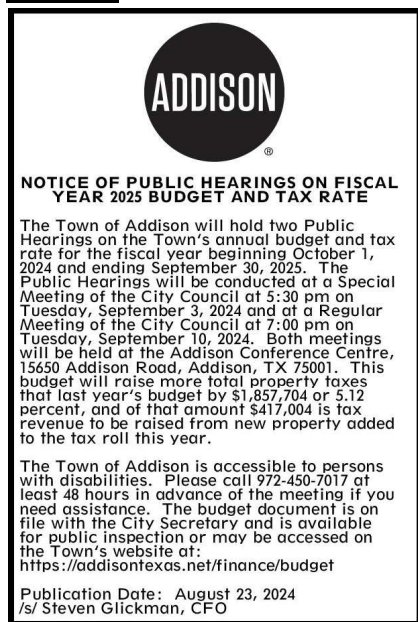 ADDISON
®
NOTICE OF PUBLIC HEARINGS ON FISCAL
YEAR 2025 BUDGET AND TAX RATE
The Town of Addison will hold two Public
Hearings on the Town's annual budget and tax
rate for the fiscal year beginning October 1,
2024 and ending September 30, 2025. The
Public Hearings will be conducted at a Special
Meeting of the City Council at 5:30 pm on
Tuesday, September 3, 2024 and at a Regular
Meeting of the City Council at 7:00 pm on
Tuesday, September 10, 2024. Both meetings
will be held at the Addison Conference Centre,
15650 Addison Road, Addison, TX 75001. This
budget will raise more total property taxes
that last year's budget by $1,857,704 or 5.12
percent, and of that amount $417,004 is tax
revenue to be raised from new property added
to the tax roll this year.
The Town of Addison is accessible to persons
with disabilities. Please call 972-450-7017 at
least 48 hours in advance of the meeting if you
need assistance. The budget document is on
file with the City Secretary and is available
for public inspection or may be accessed on
the Town's website at:
https://addisontexas.net/finance/budget
Publication Date: August 23, 2024
/s/ Steven Glickman, CFO